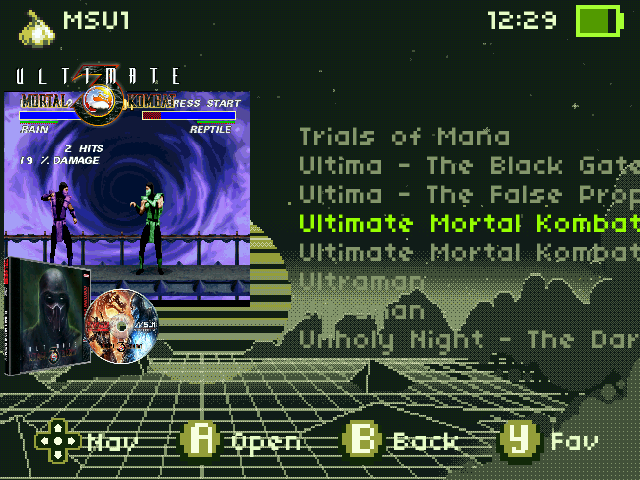 MSU1
12:29
ULTIMATE
MORTAL KOMBAT
PRESS START
RAIN
REPTILE
2 HITS
19 % DAMAGE
Trials of Mana
Ultima - The Black Gate
Ultima - The False Prop
Ultimate Mortal Kombat
Ultimate Mortal Kombat
Ultraman
Unholy Night - The Dar
Nav
A Open
B Back
Y Fav